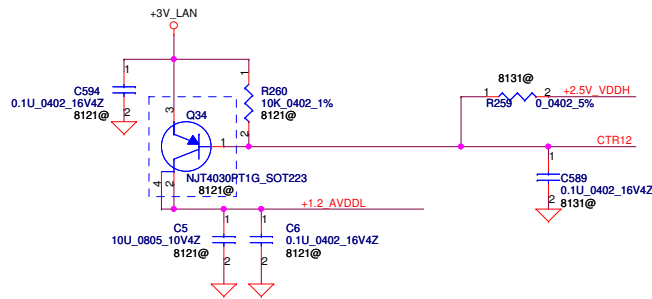 +3V_LAN
1
C594
0.1U_0402_16V4Z
2
8121@
3
Q34
1
R260
10K_0402_1%
8121@
2
1
8131@
2
+2.5V_VDDH
R259
0_0402_5%
1
CTR12
NJT4030PT1G_SOT223
8121@
4
2
1
C589
0.1U_0402_16V4Z
2
8131@
+1.2_AVDDL
1
C5
10U_0805_10V4Z
8121@
2
1
C6
0.1U_0402_16V4Z
8121@
2